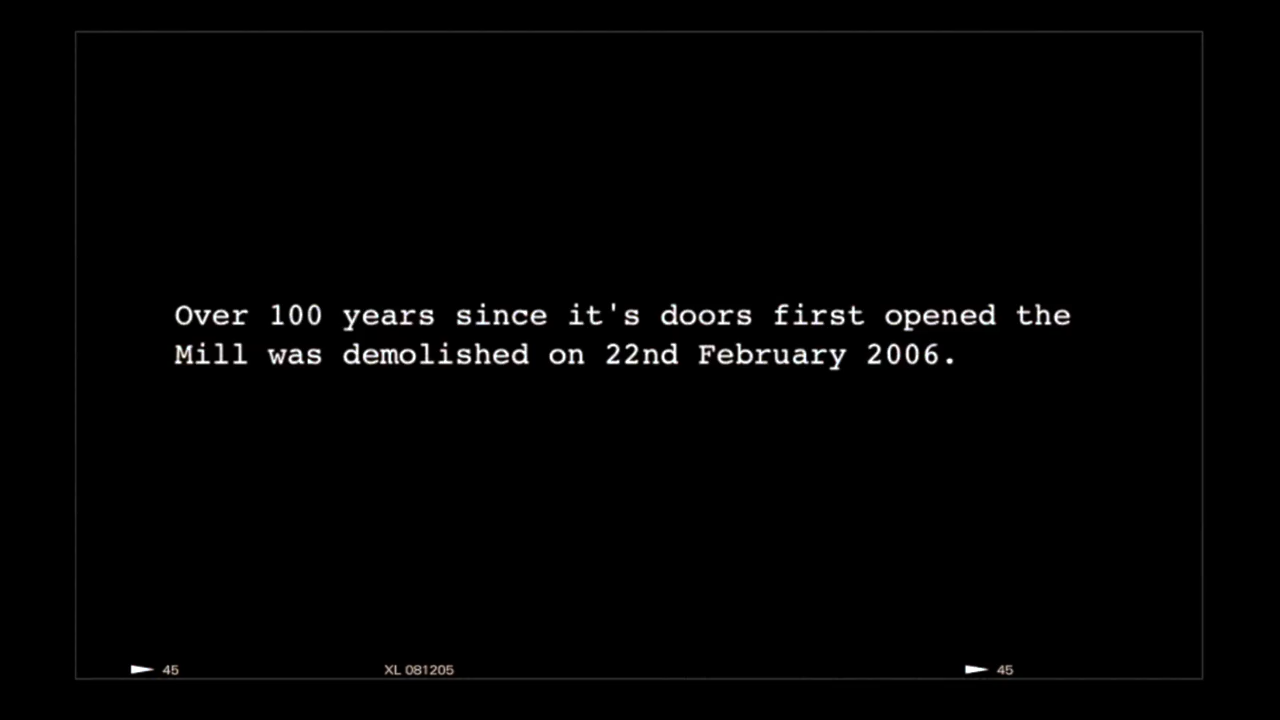 Over 100 years since it's doors first opened the
Mill was demolished on 22nd February 2006.
45 XL 081205 45